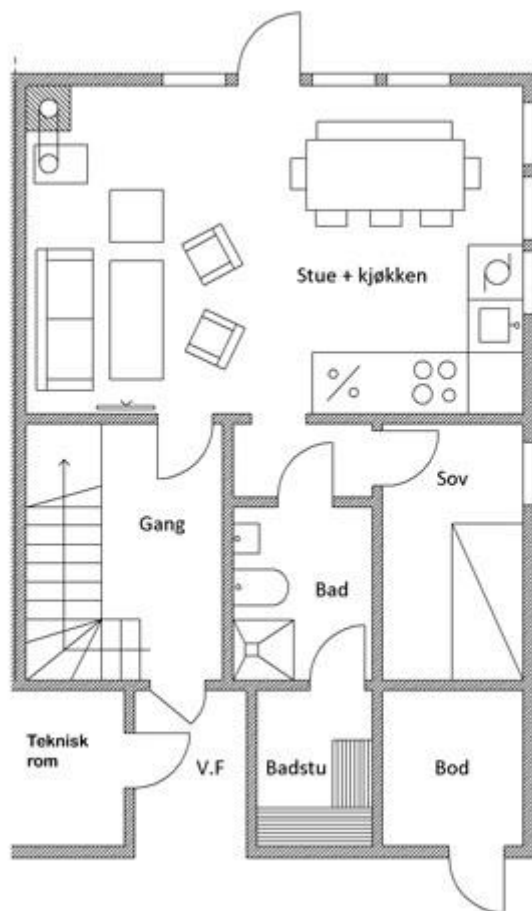 Stue + kjøkken
Gang
Sov
Bad
Teknisk
rom
V.F
Badstu
Bod